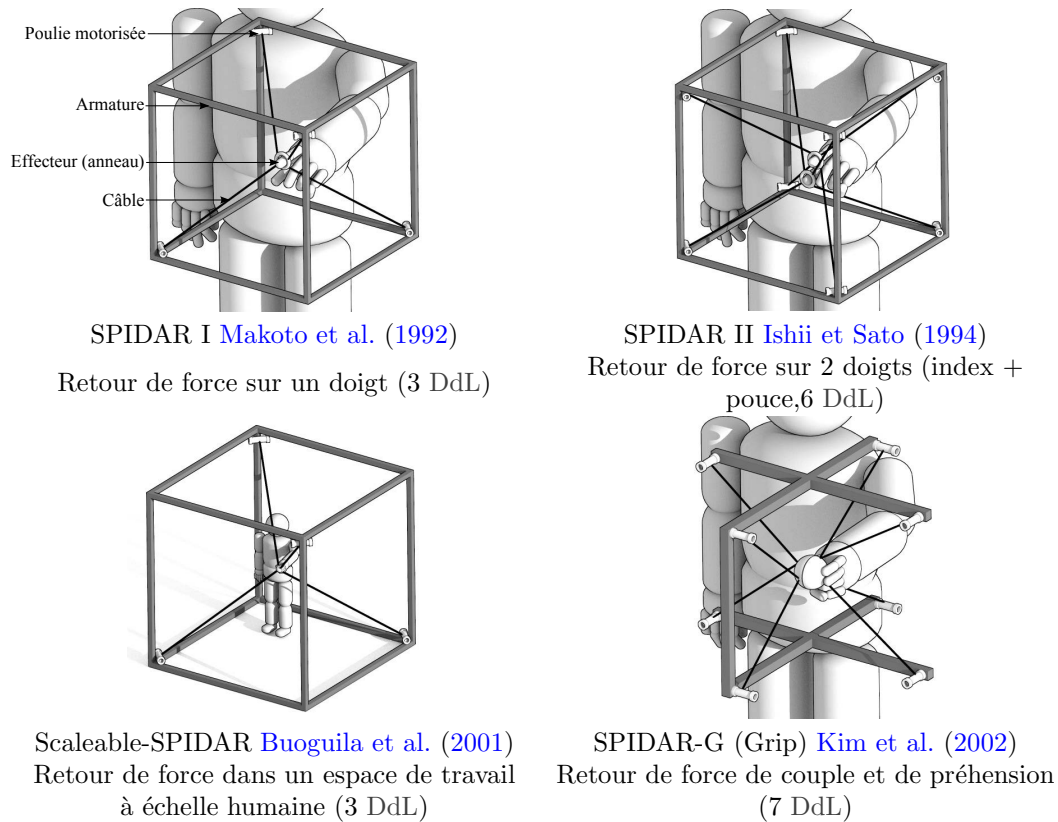 Poulie motorisée
Armature
Effecteur (anneau)
Câble
SPIDAR I Makoto et al. (1992)
Retour de force sur un doigt (3 DdL)
SPIDAR II Ishii et Sato (1994)
Retour de force sur 2 doigts (index +
pouce,6 DdL)
Scaleable-SPIDAR Buoguila et al. (2001)
Retour de force dans un espace de travail
à échelle humaine (3 DdL)
SPIDAR-G (Grip) Kim et al. (2002)
Retour de force de couple et de préhension
(7 DdL)